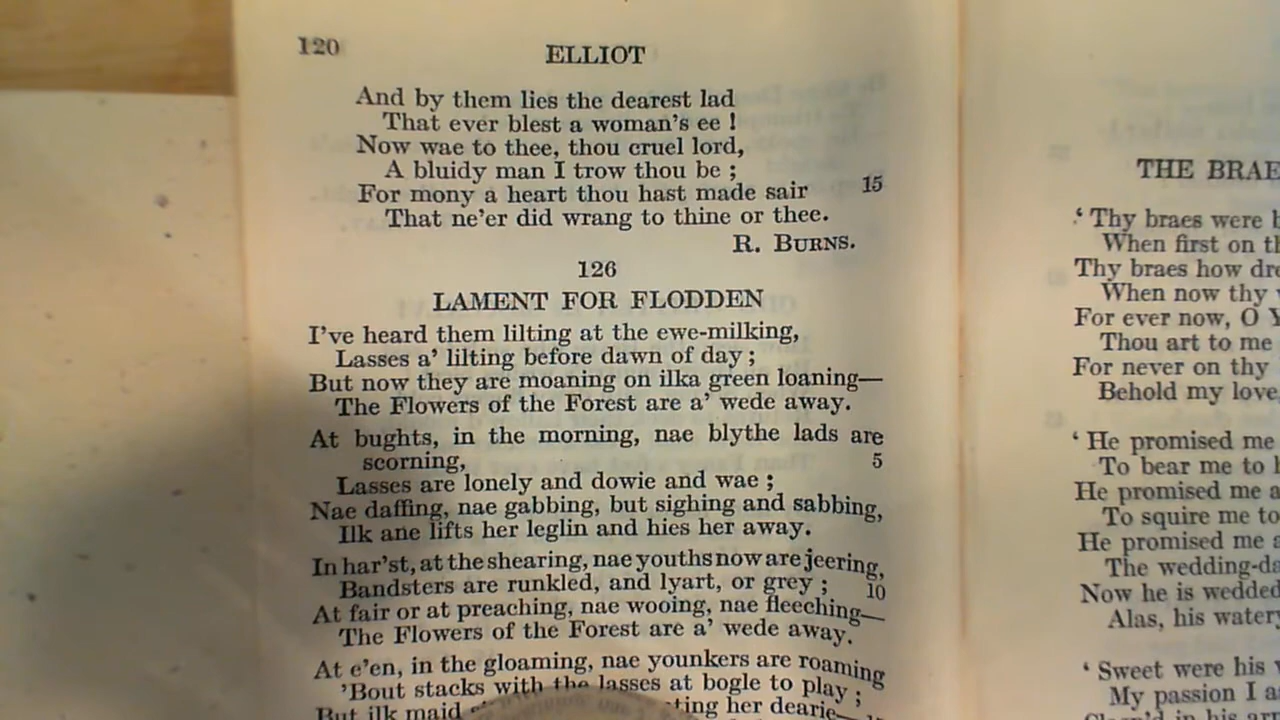 120
ELLIOT
And by them lies the dearest lad
That ever blest a woman's ee !
Now wae to thee, thou cruel lord,
A bluidy man I trow thou be ;
For mony a heart thou hast made sair 15
That ne'er did wrang to thine or thee.
R. BURNS.
126
LAMENT FOR FLODDEN
I've heard them lilting at the ewe-milking,
Lasses a' lilting before dawn of day ;
But now they are moaning on ilka green loaning—
The Flowers of the Forest are a' wede away.
At bughts, in the morning, nae blythe lads are
scorning, 5
Lasses are lonely and dowie and wae ;
Nae daffing, nae gabbing, but sighing and sabbing,
Ilk ane lifts her leglin and hies her away.
In har'st, at the shearing, nae youths now are jeering,
Bandsters are runkled, and lyart, or grey ; 10
At fair or at preaching, nae wooing, nae fleeching—
The Flowers of the Forest are a' wede away.
At e'en, in the gloaming, nae younkers are roaming
'Bout stacks with the lasses at bogle to play ;
But ilk maid her dearie—
THE
' Thy braes were
When first on
Thy braes how
When now thy
For ever now, O
Thou art to me
For never on thy
Behold my love,
' He promised me
To bear me to
He promised me
To squire me to
He promised me
The
Now he is wedded
Alas, his
' Sweet were his
My passion I
in his